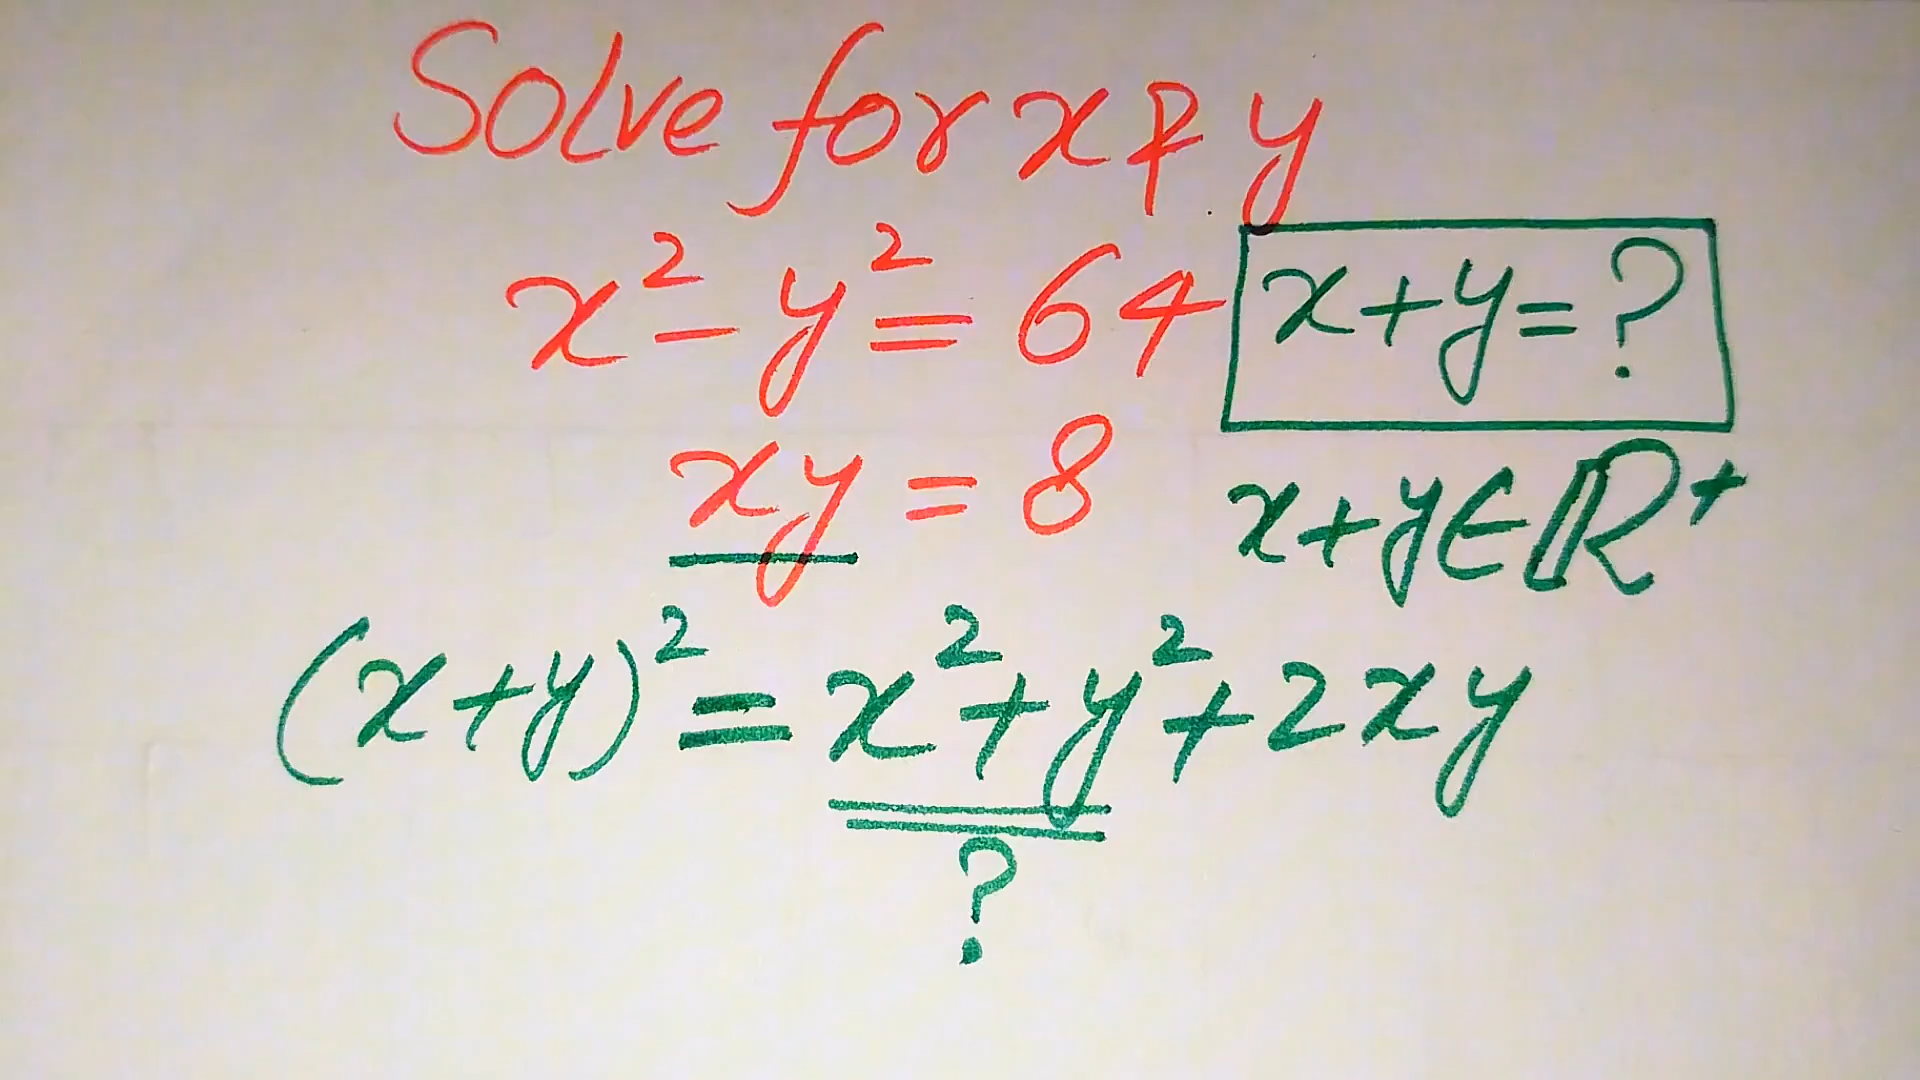 Solve for x & y
x² - y² = 64
x + y = ?
xy = 8
x + y ∈ ℝ⁺
(x + y)² = x² + y² + 2xy
?